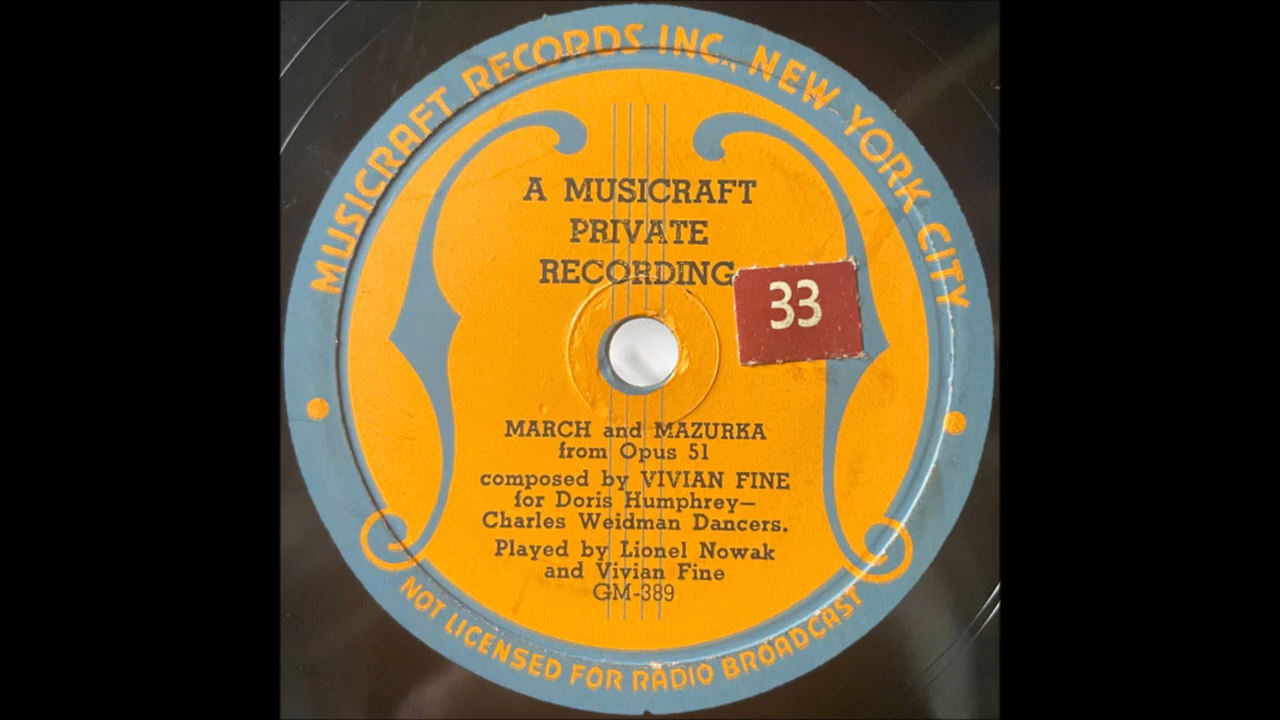 MUSICRAFT RECORDS INC., NEW YORK CITY
A MUSICRAFT
PRIVATE
RECORDING
33
MARCH and MAZURKA
from Opus 51
composed by VIVIAN FINE
for Doris Humphrey—
Charles Weidman Dancers.
Played by Lionel Nowak
and Vivian Fine
GM-389
NOT LICENSED FOR RADIO BROADCAST